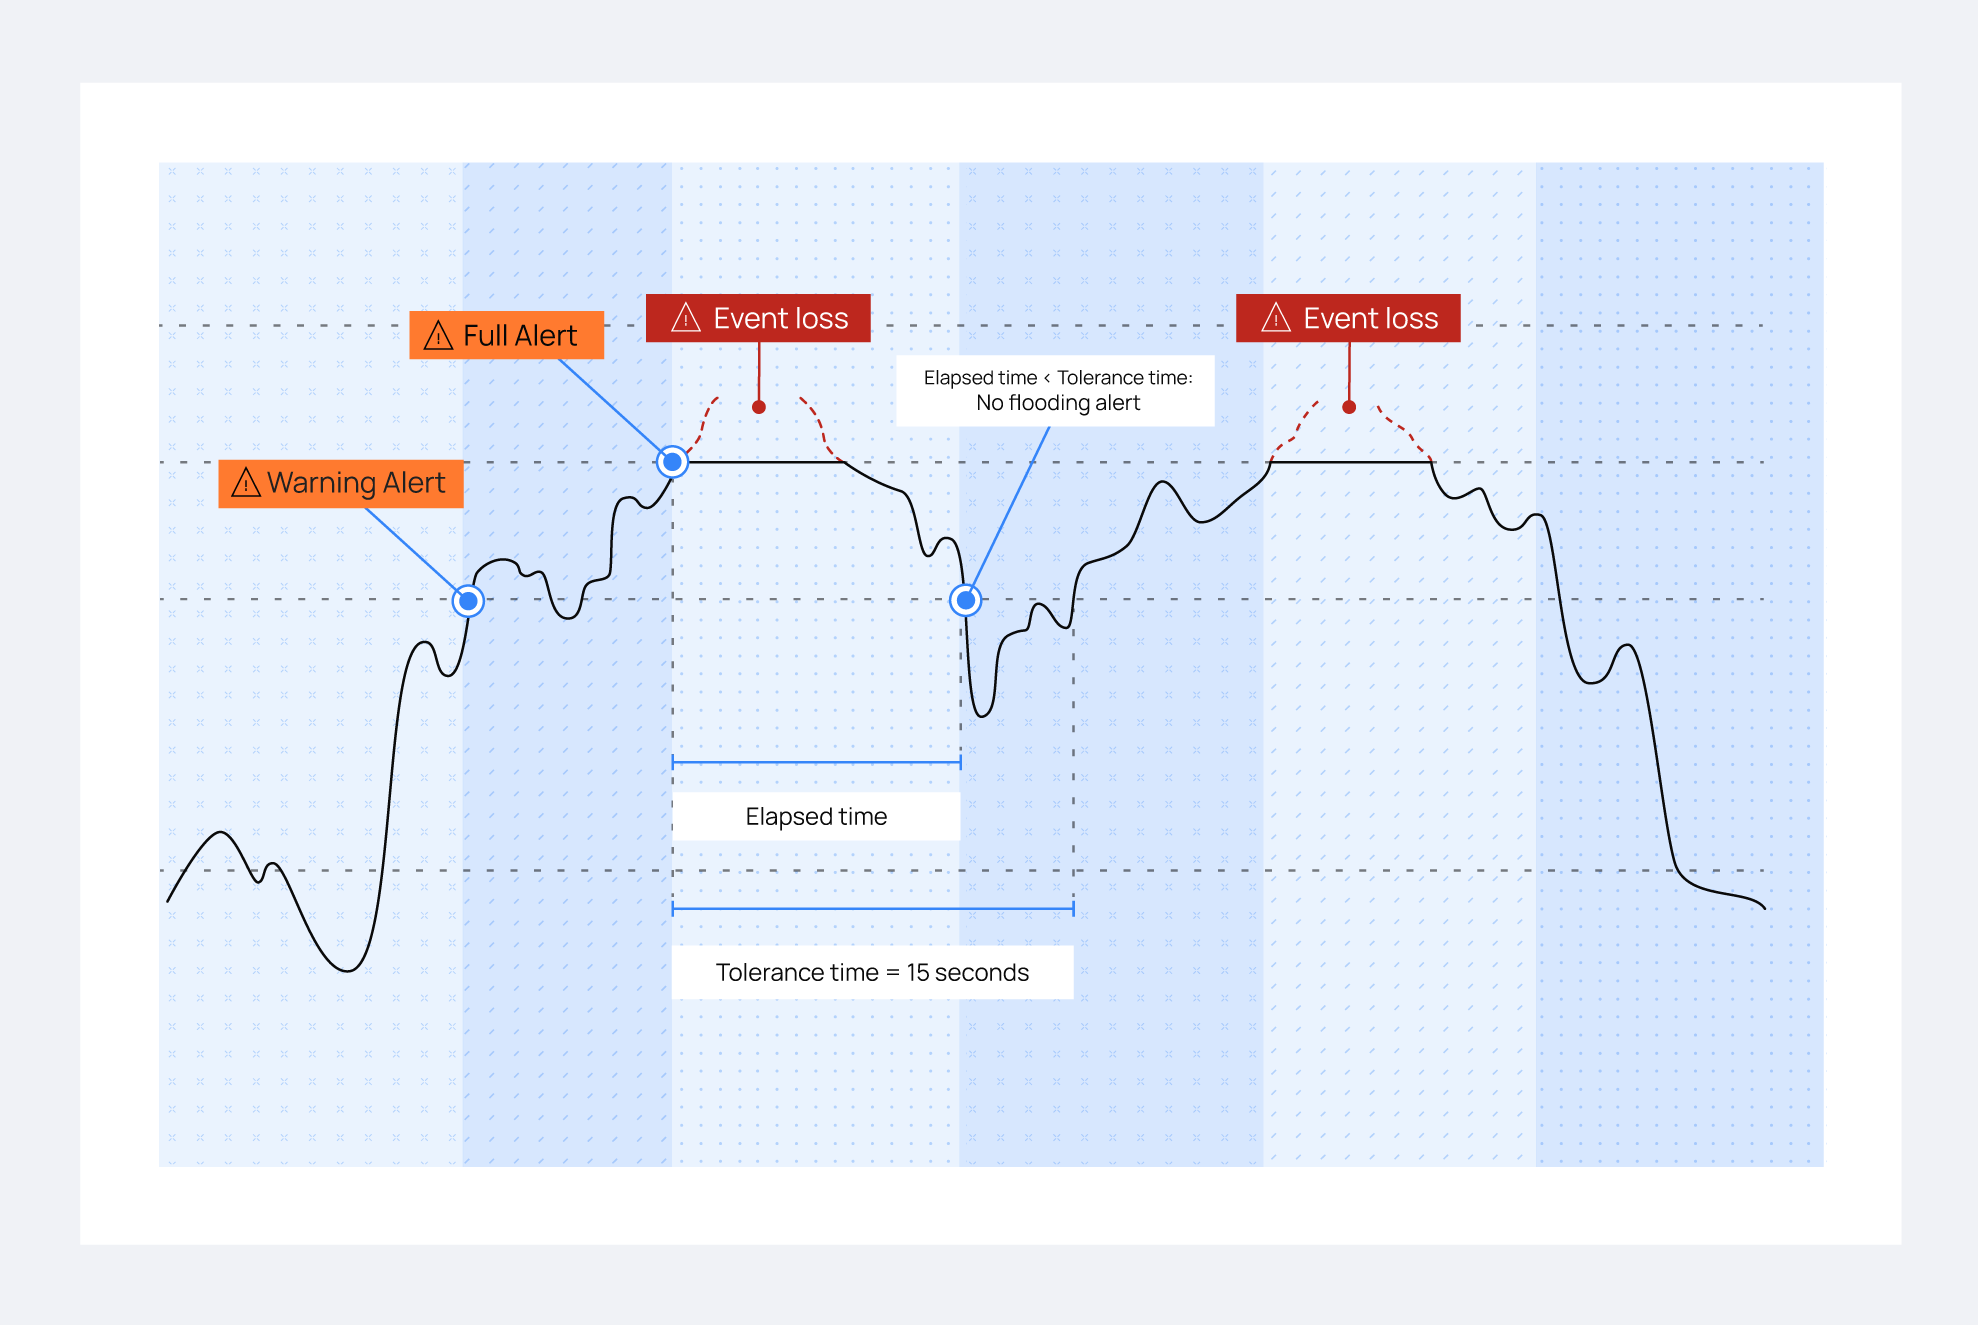 Event loss
Event loss
Full Alert
Elapsed time < Tolerance time:
No flooding alert
Warning Alert
Elapsed time
Tolerance time = 15 seconds